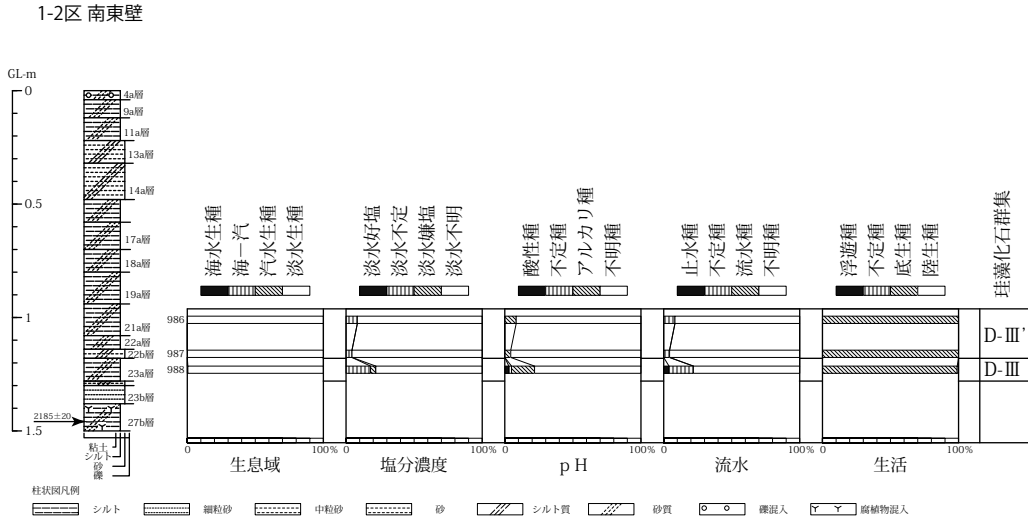 1-2区 南東壁
GL-m
0
0.5
1
1.5
4a層
9a層
11a層
13a層
14a層
17a層
18a層
19a層
21a層
22a層
22b層
23a層
23b層
27b層
2185±20
粘土
シルト
砂
礫
海水生種
海ー汽
汽水生種
淡水生種
淡水好塩
淡水不定
淡水嫌塩
淡水不明
酸性種
不定種
アルカリ種
不明種
止水種
不定種
流水種
不明種
浮遊種
不定種
底生種
陸生種
珪藻化石群集
986
987
988
D-Ⅲ’
D-Ⅲ
0 100%
0 100%
0 100%
0 100%
0 100%
生息域 塩分濃度 pH 流水 生活
柱状図凡例
シルト 細粒砂 中粒砂 砂 シルト質 砂質 礫混入 腐植物混入